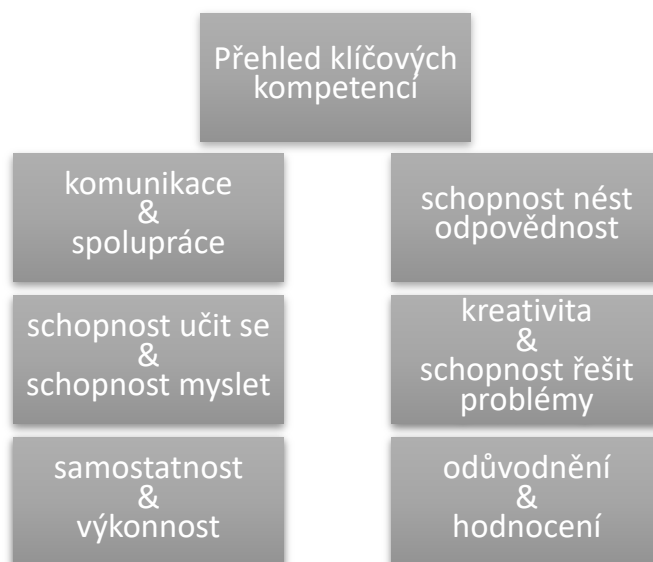 Přehled klíčových
kompetencí
komunikace
&
spolupráce
schopnost nést
odpovědnost
schopnost učit se
&
schopnost myslet
kreativita
&
schopnost řešit
problémy
samostatnost
&
výkonnost
odůvodnění
&
hodnocení